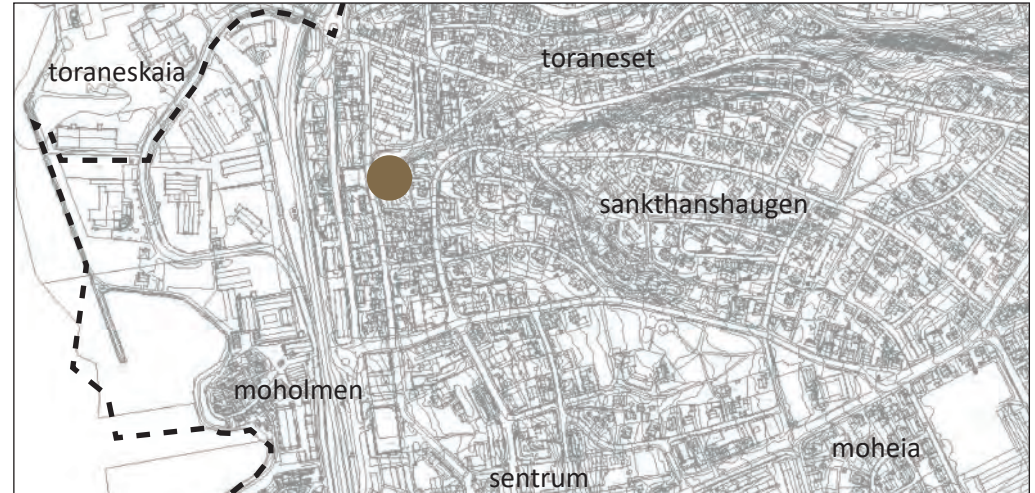 toraneset
toraneskaia
sankthanshaugen
moholmen
moheia
sentrum